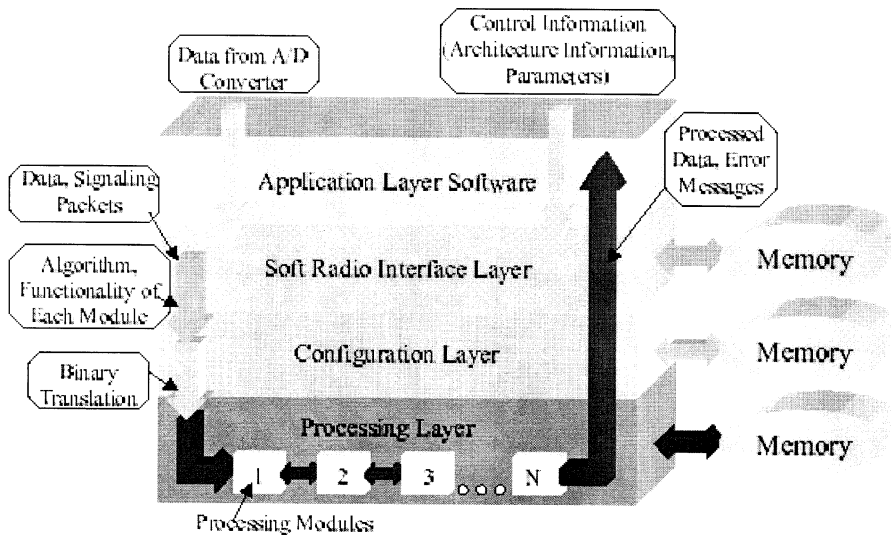 Data from A/D
Converter
Control Information
(Architecture Information,
Parameters)
Processed
Data, Error
Messages
Data, Signaling
Packets
Application Layer Software
Algorithm,
Functionality of
Each Module
Soft Radio Interface Layer
Memory
Binary
Translation
Configuration Layer
Memory
Processing Layer
Memory
1
2
3
N
Processing Modules